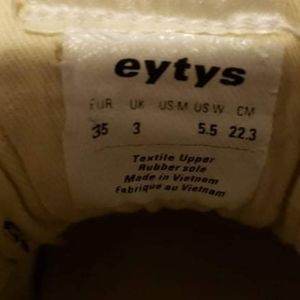 eytys
EUR UK US-M US W CM
35 3 5.5 22.3
Textile Upper
Rubber sole
Made in Vietnam
Fabrique au Vietnam